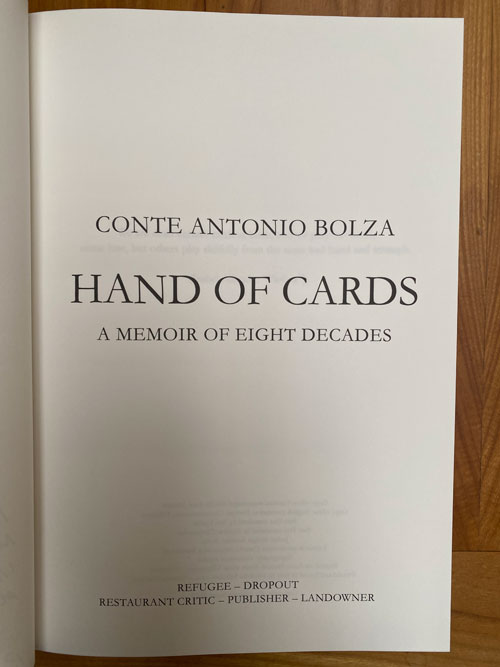 CONTE ANTONIO BOLZA
HAND OF CARDS
A MEMOIR OF EIGHT DECADES
REFUGEE – DROPOUT
RESTAURANT CRITIC – PUBLISHER – LANDOWNER